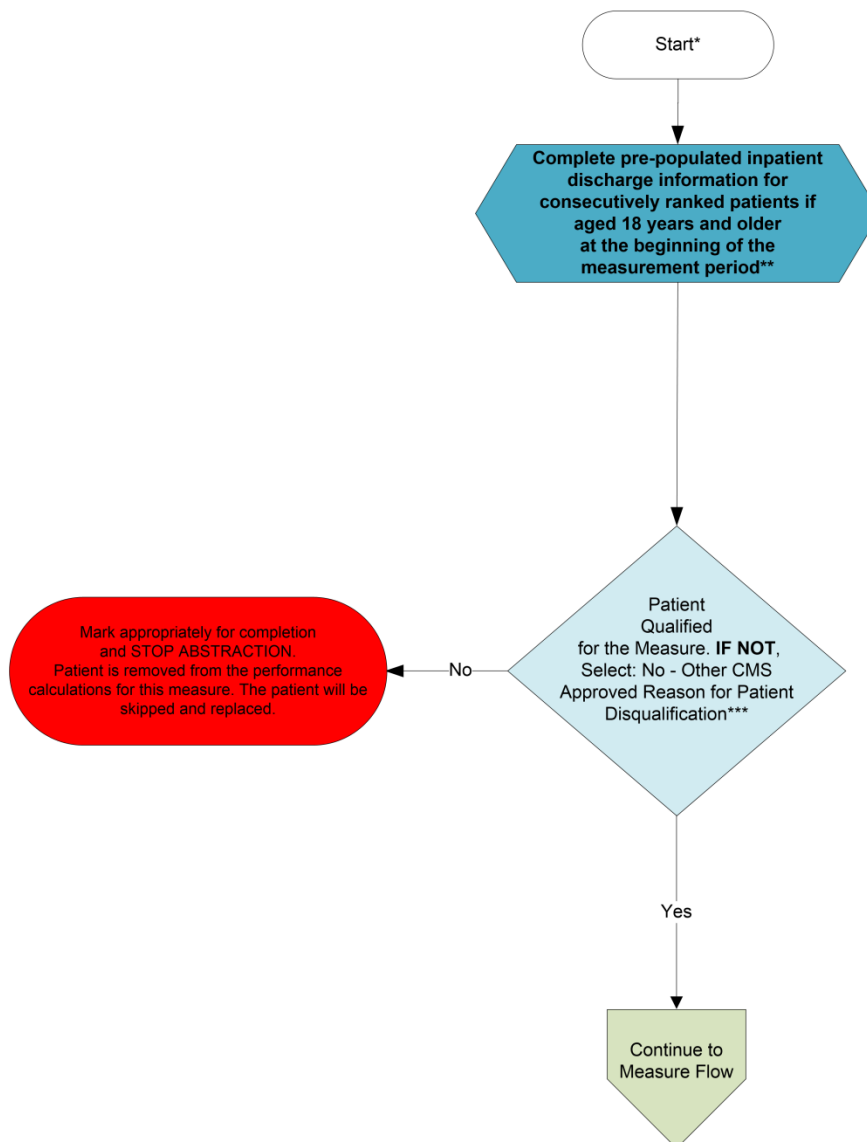 Start*
Complete pre-populated inpatient
discharge information for
consecutively ranked patients if
aged 18 years and older
at the beginning of the
measurement period**
Patient
Qualified
for the Measure. IF NOT,
Select: No - Other CMS
Approved Reason for Patient
Disqualification***
No
Mark appropriately for completion
and STOP ABSTRACTION.
Patient is removed from the performance
calculations for this measure. The patient will be
skipped and replaced.
Yes
Continue to
Measure Flow